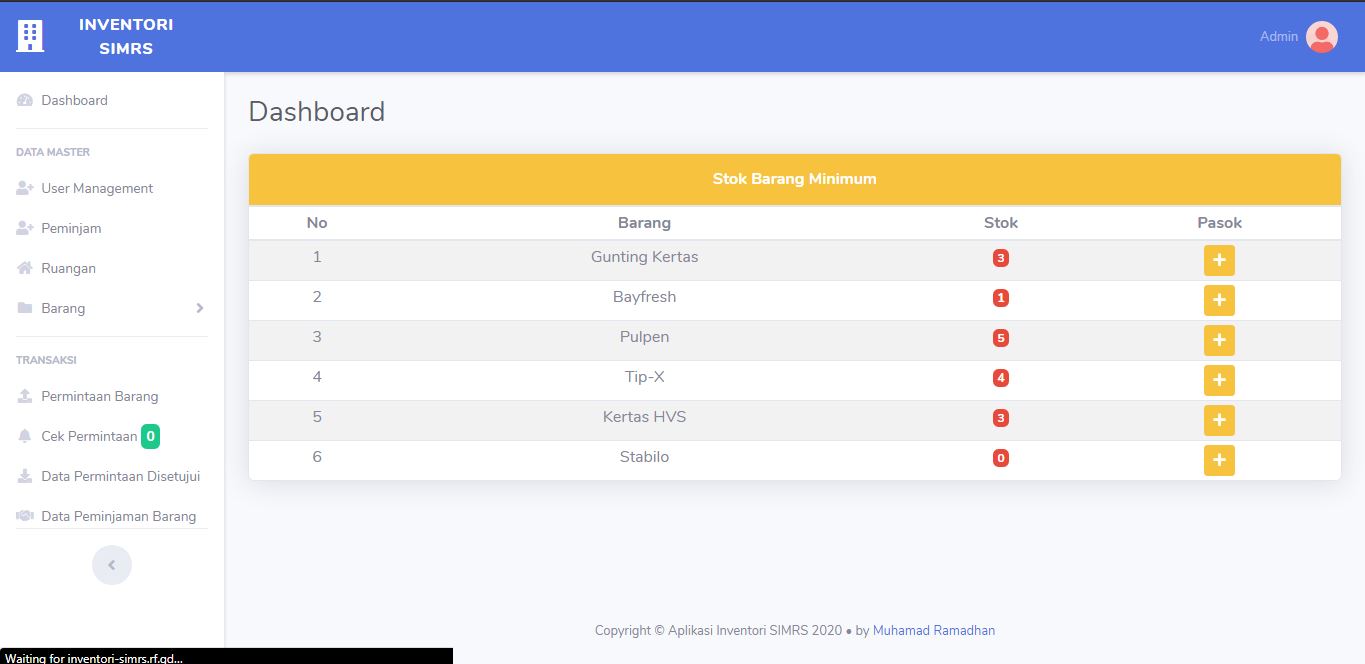 INVENTORI
SIMRS
Admin
Dashboard
DATA MASTER
User Management
Peminjam
Ruangan
Barang
TRANSAKSI
Permintaan Barang
Cek Permintaan 0
Data Permintaan Disetujui
Data Peminjaman Barang
Dashboard
Stok Barang Minimum
No Barang Stok Pasok
1 Gunting Kertas 3 +
2 Bayfresh 1 +
3 Pulpen 5 +
4 Tip-X 4 +
5 Kertas HVS 3 +
6 Stabilo 0 +
Copyright © Aplikasi Inventori SIMRS 2020 • by Muhamad Ramadhan
Waiting for inventori-simrs.rf.gd...